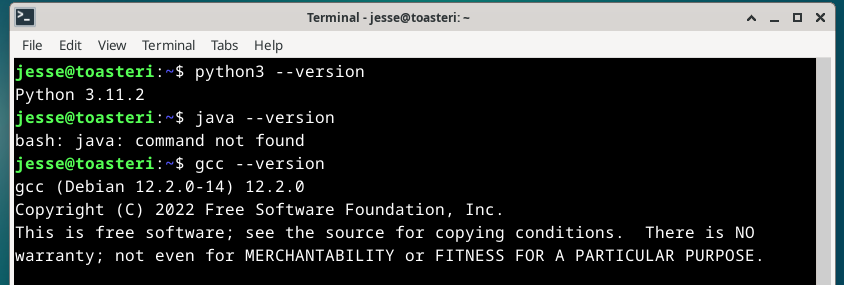 Terminal - jesse@toasteri: ~
File Edit View Terminal Tabs Help
jesse@toasteri:~$ python3 --version
Python 3.11.2
jesse@toasteri:~$ java --version
bash: java: command not found
jesse@toasteri:~$ gcc --version
gcc (Debian 12.2.0-14) 12.2.0
Copyright (C) 2022 Free Software Foundation, Inc.
This is free software; see the source for copying conditions.  There is NO
warranty; not even for MERCHANTABILITY or FITNESS FOR A PARTICULAR PURPOSE.